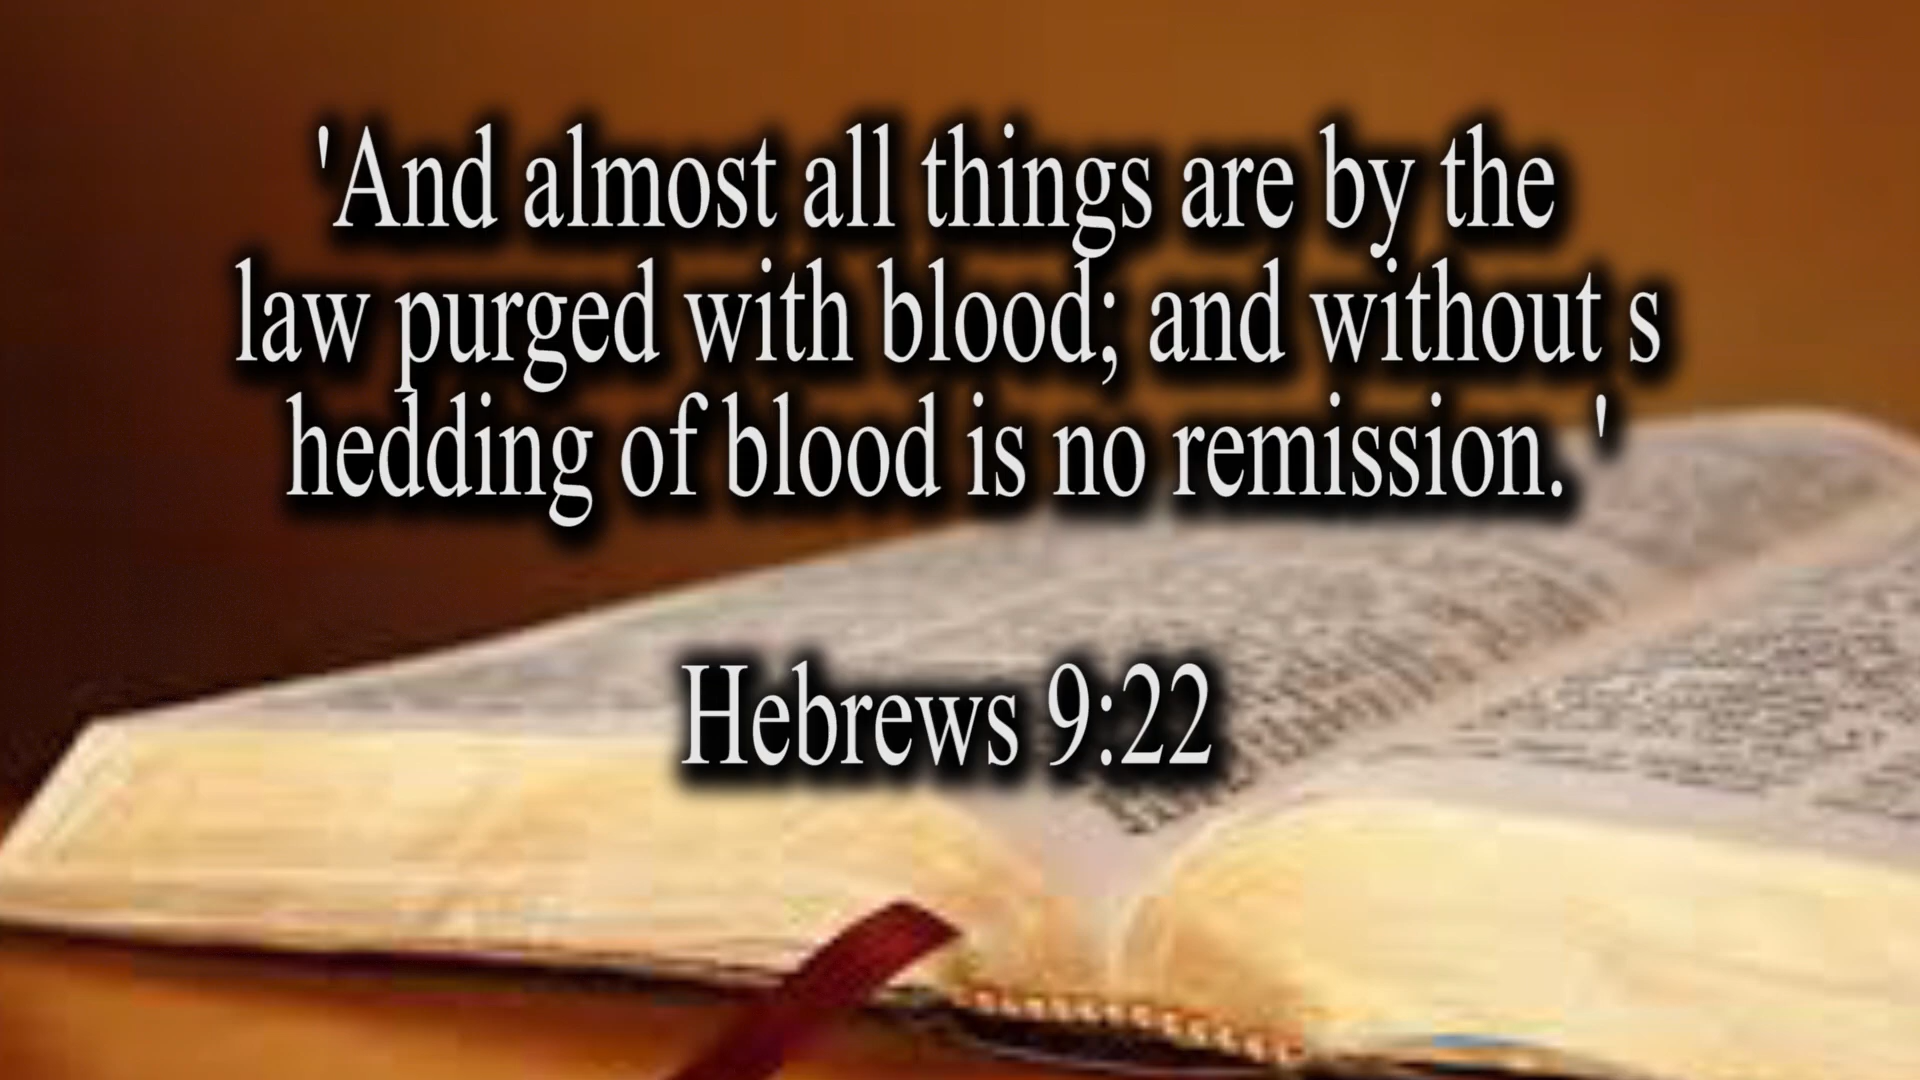 'And almost all things are by the
law purged with blood; and without s
hedding of blood is no remission. '
Hebrews 9:22